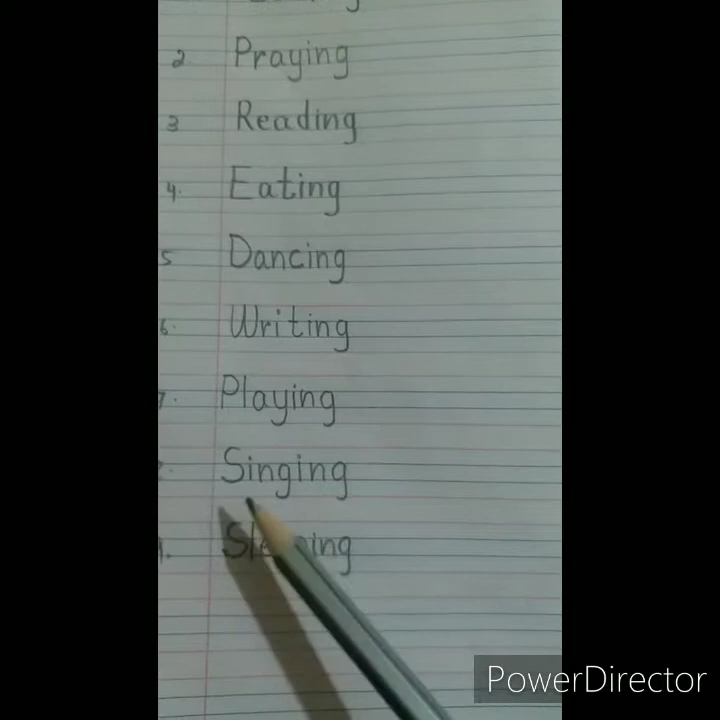 2 Praying
3 Reading
4. Eating
5 Dancing
6. Writing
7. Playing
Singing
PowerDirector